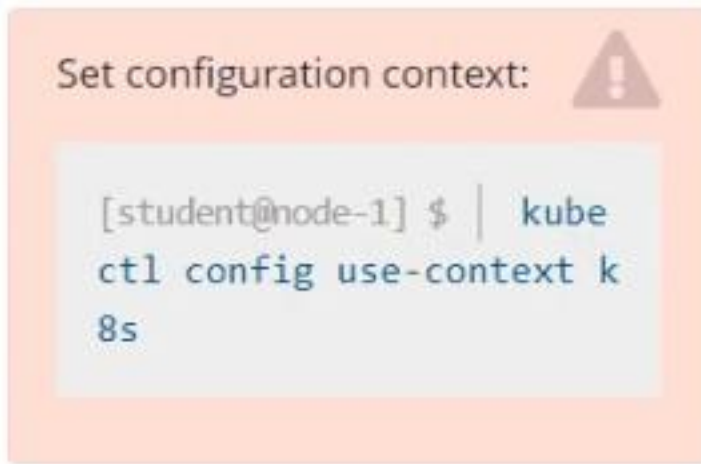 Set configuration context:
[student@node-1] $ | kube
ctl config use-context k
8s